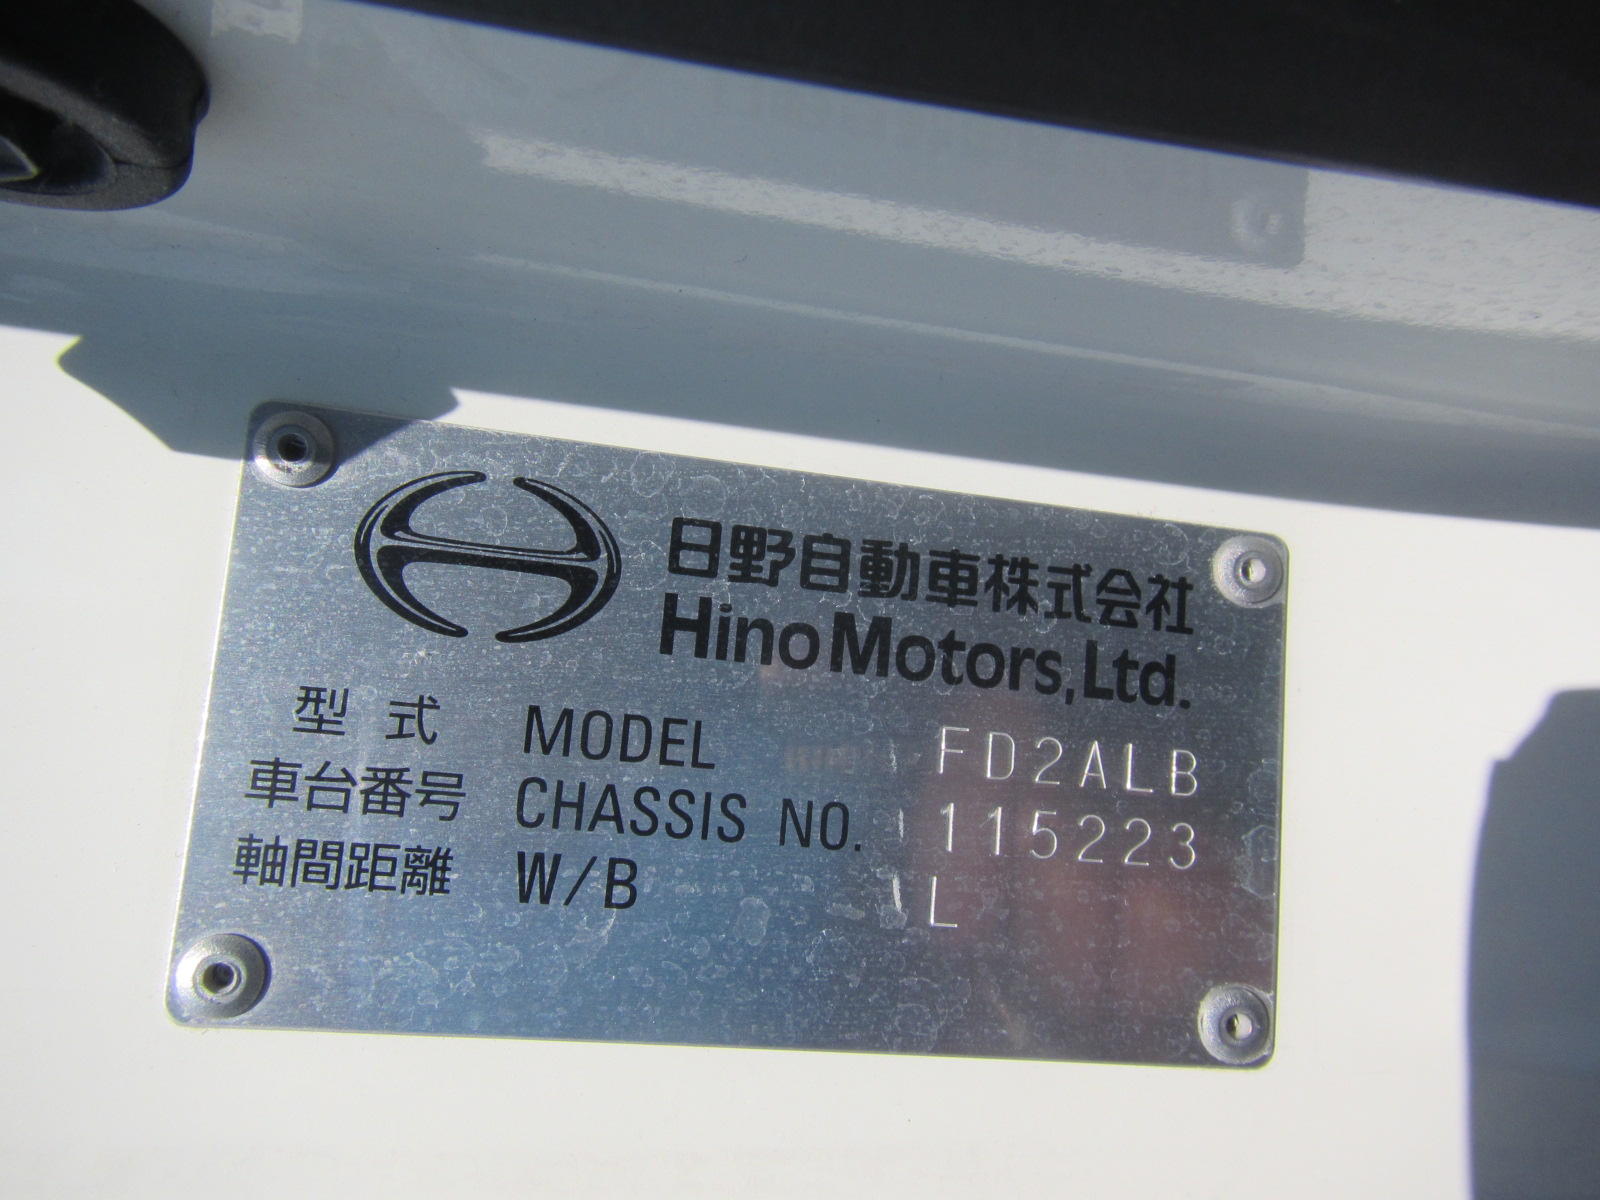 日野自動車株式会社
Hino Motors, Ltd.
型式 MODEL FD2ALB
車台番号 CHASSIS NO. 115223
軸間距離 W/B L